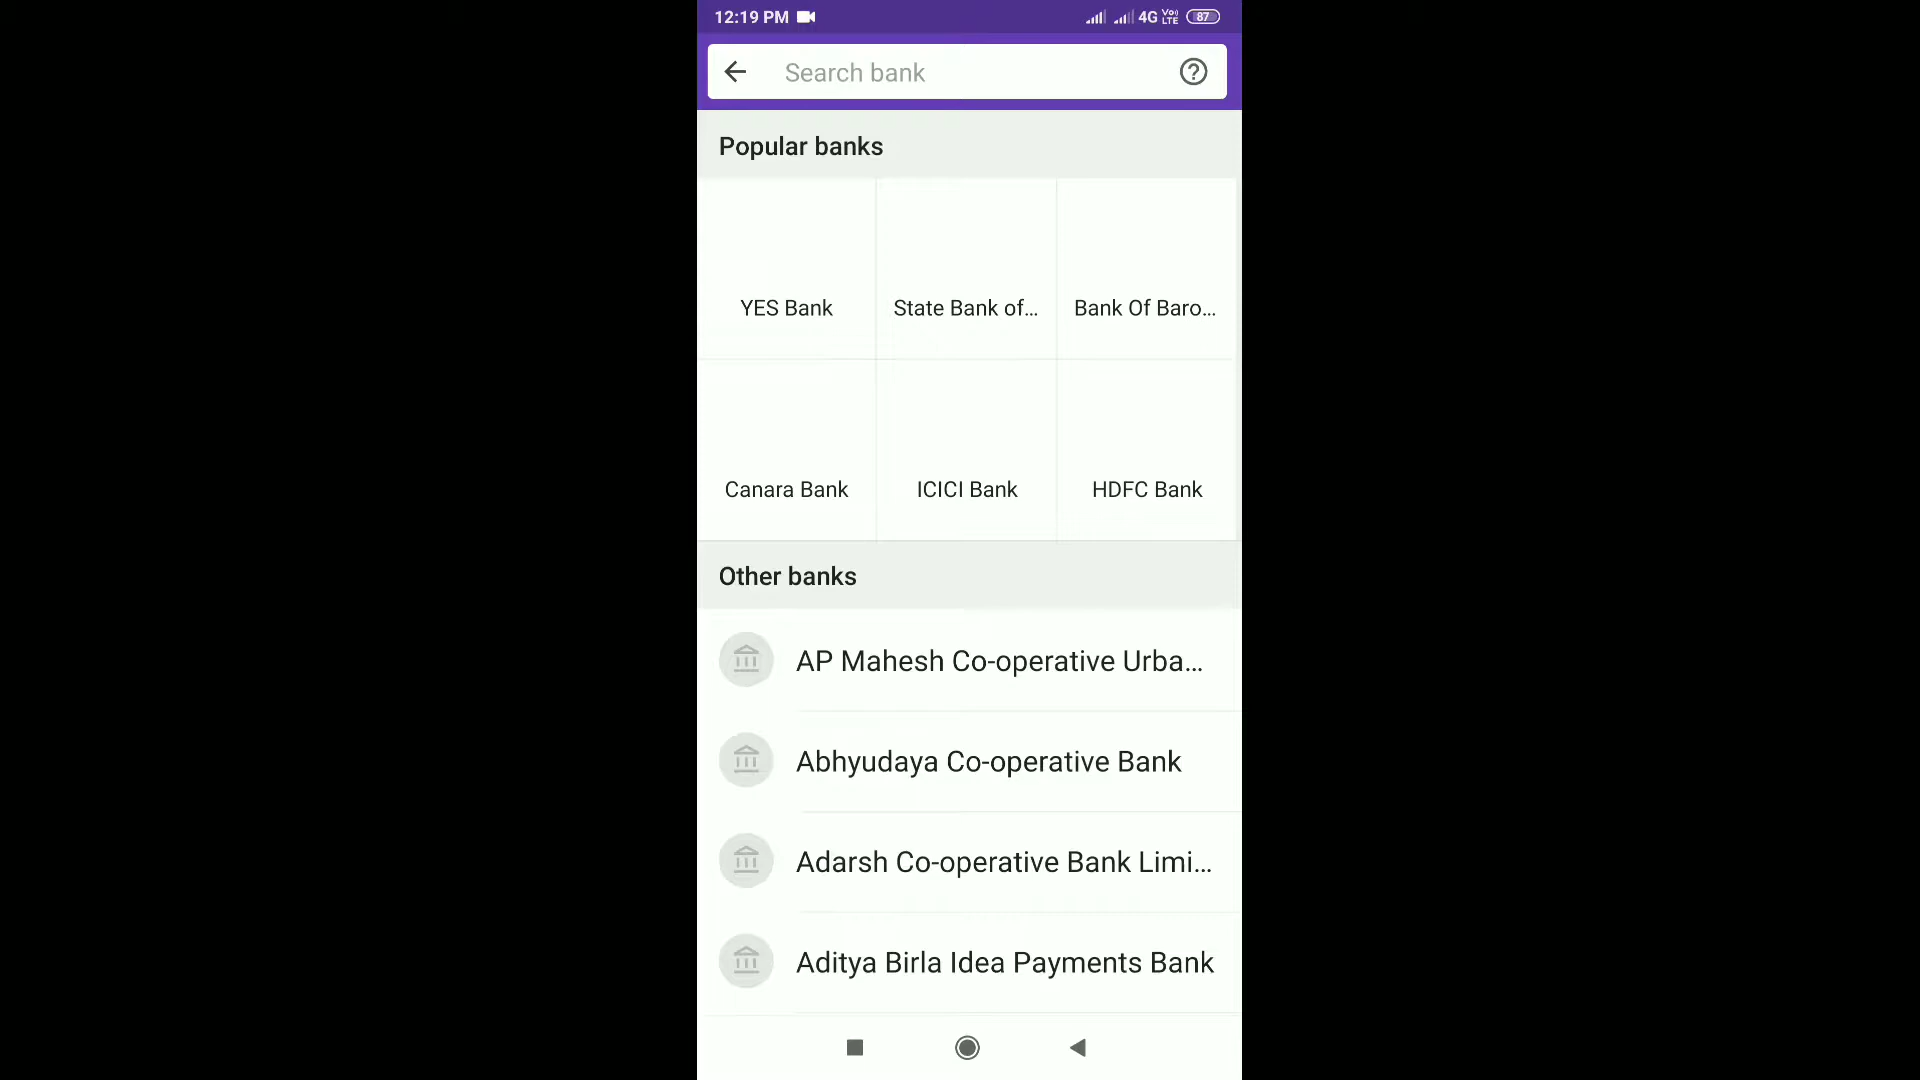 12:19 PM 4G Vo) LTE 87
Search bank
Popular banks
YES Bank State Bank of... Bank Of Baro...
Canara Bank ICICI Bank HDFC Bank
Other banks
AP Mahesh Co-operative Urba...
Abhyudaya Co-operative Bank
Adarsh Co-operative Bank Limi...
Aditya Birla Idea Payments Bank